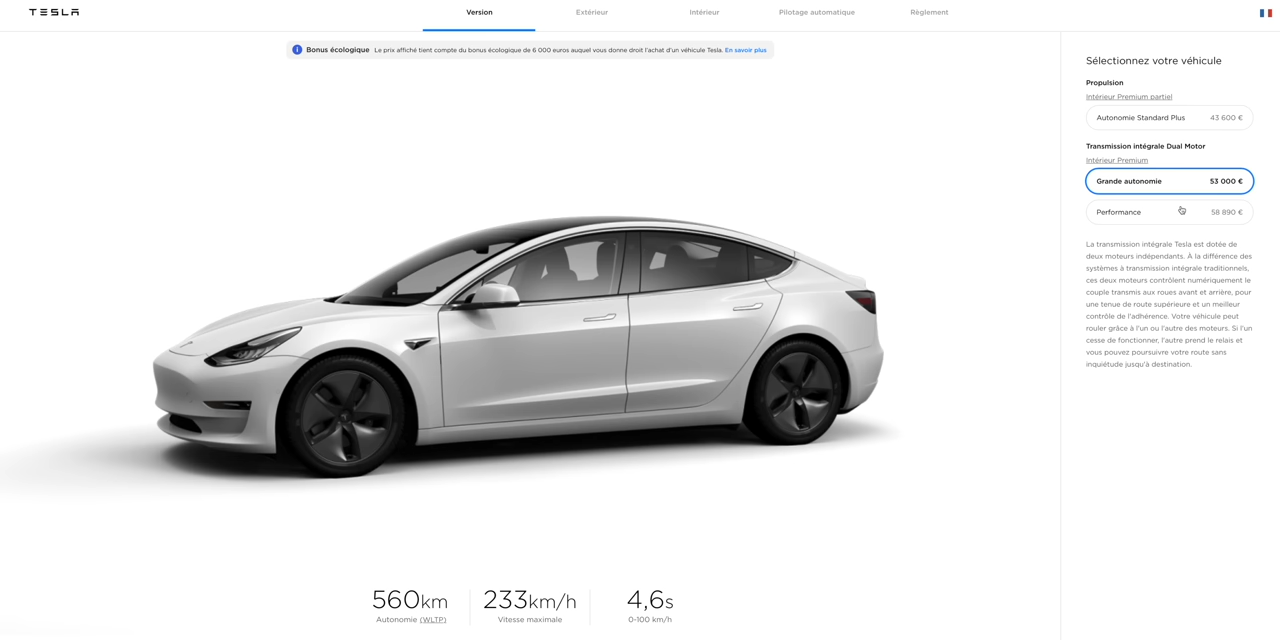 TESLA
Version
Extérieur
Intérieur
Pilotage automatique
Règlement
i Bonus écologique Le prix affiché tient compte du bonus écologique de 6 000 euros auquel vous donne droit l'achat d'un véhicule Tesla. En savoir plus
Sélectionnez votre véhicule
Propulsion
Intérieur Premium partiel
Autonomie Standard Plus 43 600 €
Transmission intégrale Dual Motor
Intérieur Premium
Grande autonomie 53 000 €
Performance 58 890 €
La transmission intégrale Tesla est dotée de
deux moteurs indépendants. À la différence des
systèmes à transmission intégrale traditionnels,
ces deux moteurs contrôlent numériquement le
couple transmis aux roues avant et arrière, pour
une tenue de route supérieure et un meilleur
contrôle de l'adhérence. Votre véhicule peut
rouler grâce à l'un ou l'autre des moteurs. Si l'un
cesse de fonctionner, l'autre prend le relais et
vous pouvez poursuivre votre route sans
inquiétude jusqu'à destination.
560km
Autonomie (WLTP)
233km/h
Vitesse maximale
4,6s
0-100 km/h